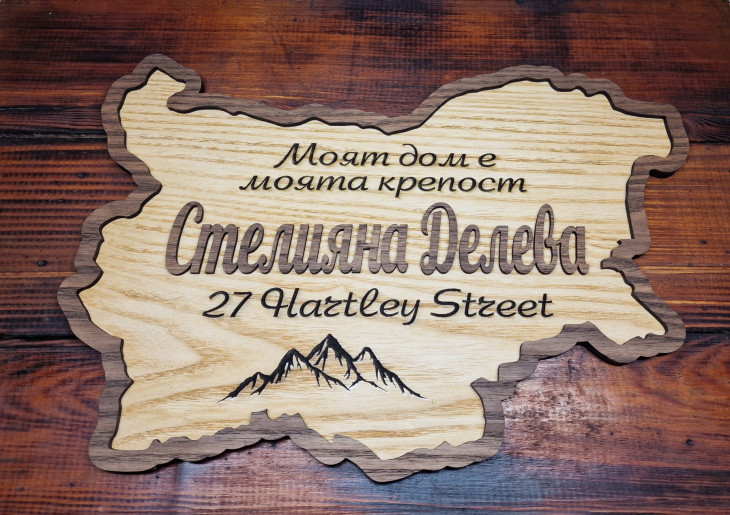 Моят дом е
моята крепост
Стелияна Делева
27 Hartley Street